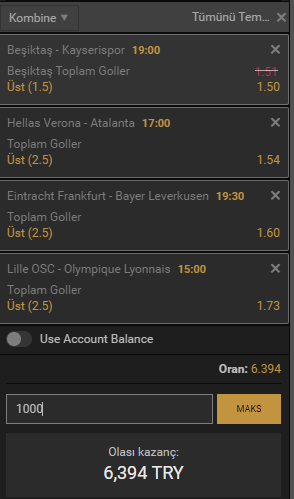 Kombine ▼ Tümünü Tem... ✕
Beşiktaş - Kayserispor 19:00 ✕
Beşiktaş Toplam Goller 1.51
Üst (1.5) 1.50
Hellas Verona - Atalanta 17:00 ✕
Toplam Goller
Üst (2.5) 1.54
Eintracht Frankfurt - Bayer Leverkusen 19:30 ✕
Toplam Goller
Üst (2.5) 1.60
Lille OSC - Olympique Lyonnais 15:00 ✕
Toplam Goller
Üst (2.5) 1.73
Use Account Balance
Oran: 6.394
1000 MAKS
Olası kazanç:
6,394 TRY